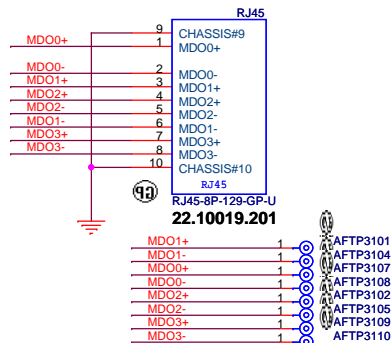 RJ45
9 CHASSIS#9
MDO0+ 1 MDO0+
MDO0- 2 MDO0-
MDO1+ 3 MDO1+
MDO2+ 4 MDO2+
MDO2- 5 MDO2-
MDO1- 6 MDO1-
MDO3+ 7 MDO3+
MDO3- 8 MDO3-
10 CHASSIS#10
RJ45
GP
RJ45-8P-129-GP-U
22.10019.201
MDO1+ 1 AFTP3101
MDO1- 1 AFTP3104
MDO0+ 1 AFTP3107
MDO0- 1 AFTP3108
MDO2+ 1 AFTP3102
MDO2- 1 AFTP3105
MDO3+ 1 AFTP3109
MDO3- 1 AFTP3110